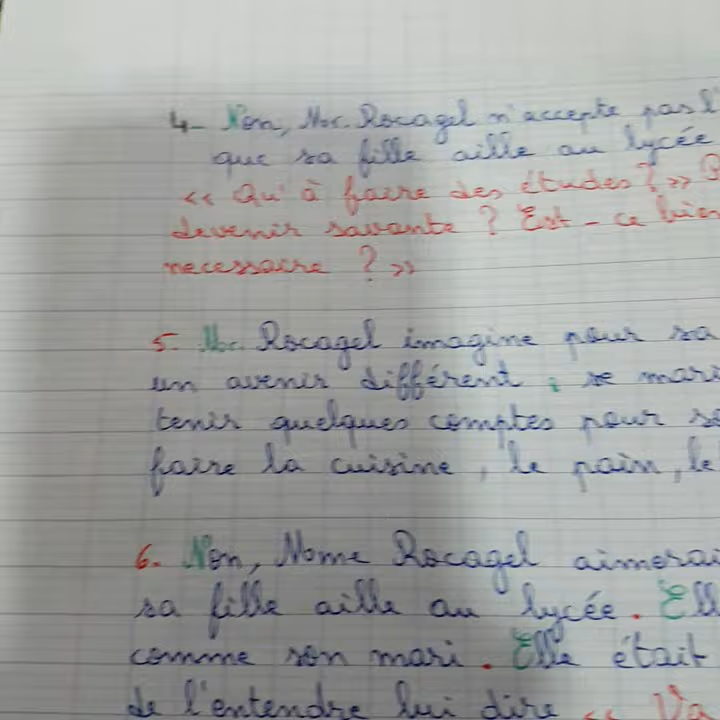 4- Non, Mr. Rocagel n'accepte pas l'
que sa fille aille au lycée
<< Qu'à faire des études ? >>
devenir savante ? Est-ce bien
necessaire ? >>
5. Mr. Rocagel imagine pour sa
un avenir différent : se mari
tenir quelques comptes pour so
faire la cuisine, le pain, le
6. Non, Mome Rocagel aimerai
sa fille aille au lycée. Ell
comme son mari. Elle était
de l'entendre lui dire << Va